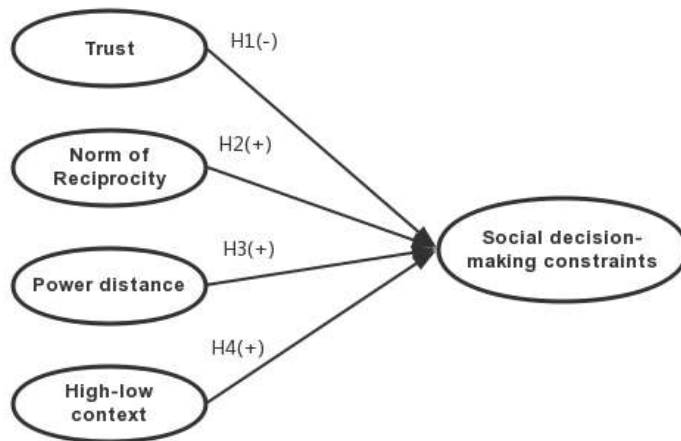 Trust
H1(-)
Norm of
Reciprocity
H2(+)
Social decision-
making constraints
Power distance
H3(+)
High-low
context
H4(+)